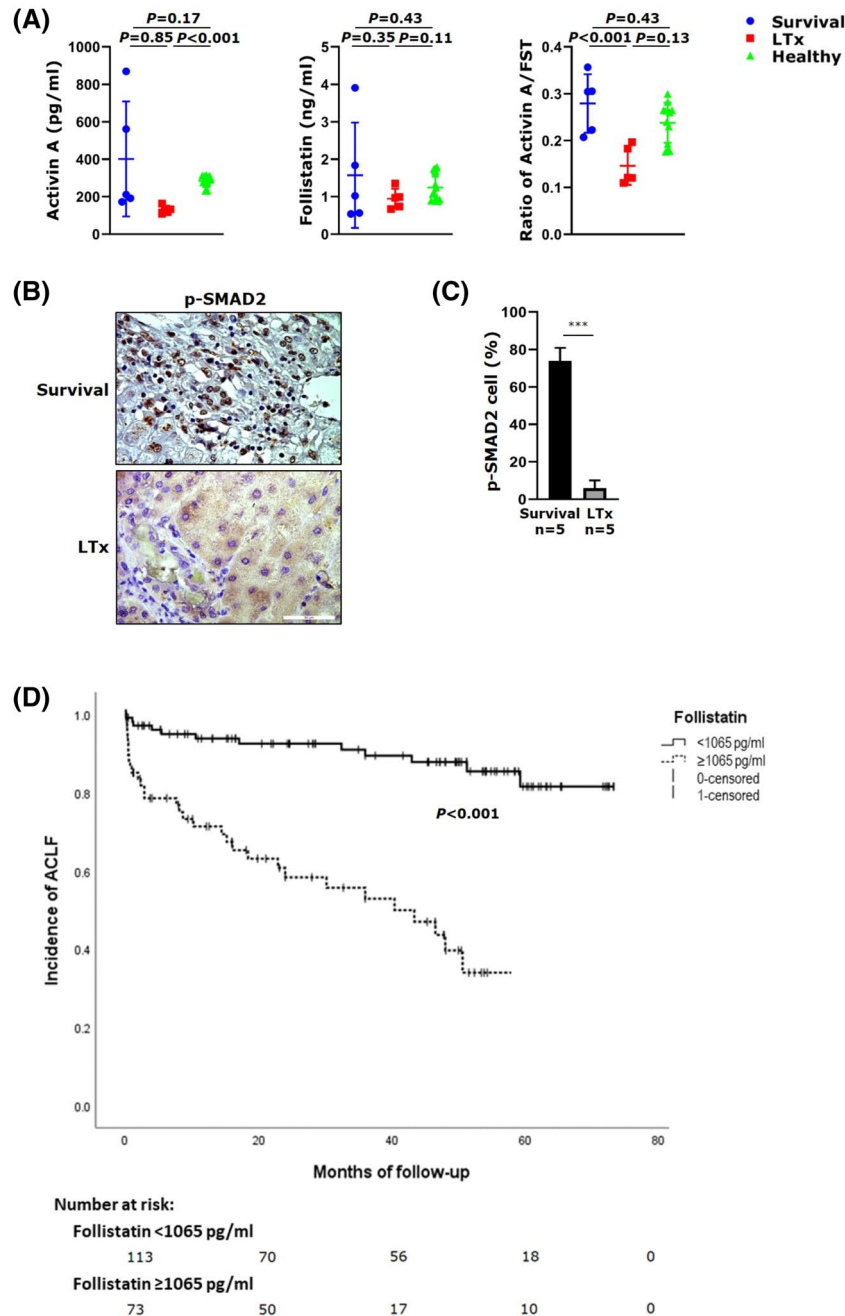 (A)
P=0.17
P=0.85 P<0.001
Activin A (pg/ml)
1000
800
600
400
200
0
P=0.43
P=0.35 P=0.11
Follistatin (ng/ml)
5
4
3
2
1
0
P=0.43
P<0.001 P=0.13
Ratio of Activin A/FST
0.4
0.3
0.2
0.1
0.0
Survival
LTx
Healthy
(B)
p-SMAD2
Survival
LTx
(C)
p-SMAD2 cell (%)
100
80
60
40
20
0
***
Survival LTx
n=5 n=5
(D)
Incidence of ACLF
1.0
0.8
0.6
0.4
0.2
0.0
0 20 40 60 80
Months of follow-up
P<0.001
Follistatin
<1065 pg/ml
≥1065 pg/ml
0-censored
1-censored
Number at risk:
Follistatin <1065 pg/ml
113 70 56 18 0
Follistatin ≥1065 pg/ml
73 50 17 10 0